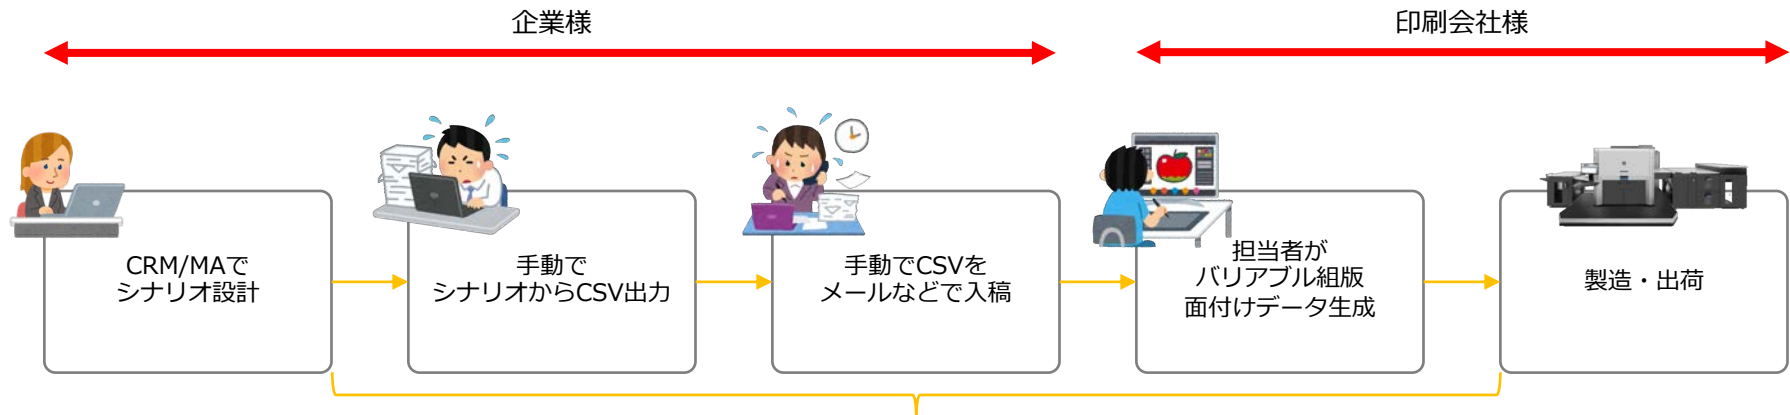 企業様
印刷会社様
CRM/MAで
シナリオ設計
手動で
シナリオからCSV出力
手動でCSVを
メールなどで入稿
担当者が
バリアブル組版
面付けデータ生成
製造・出荷